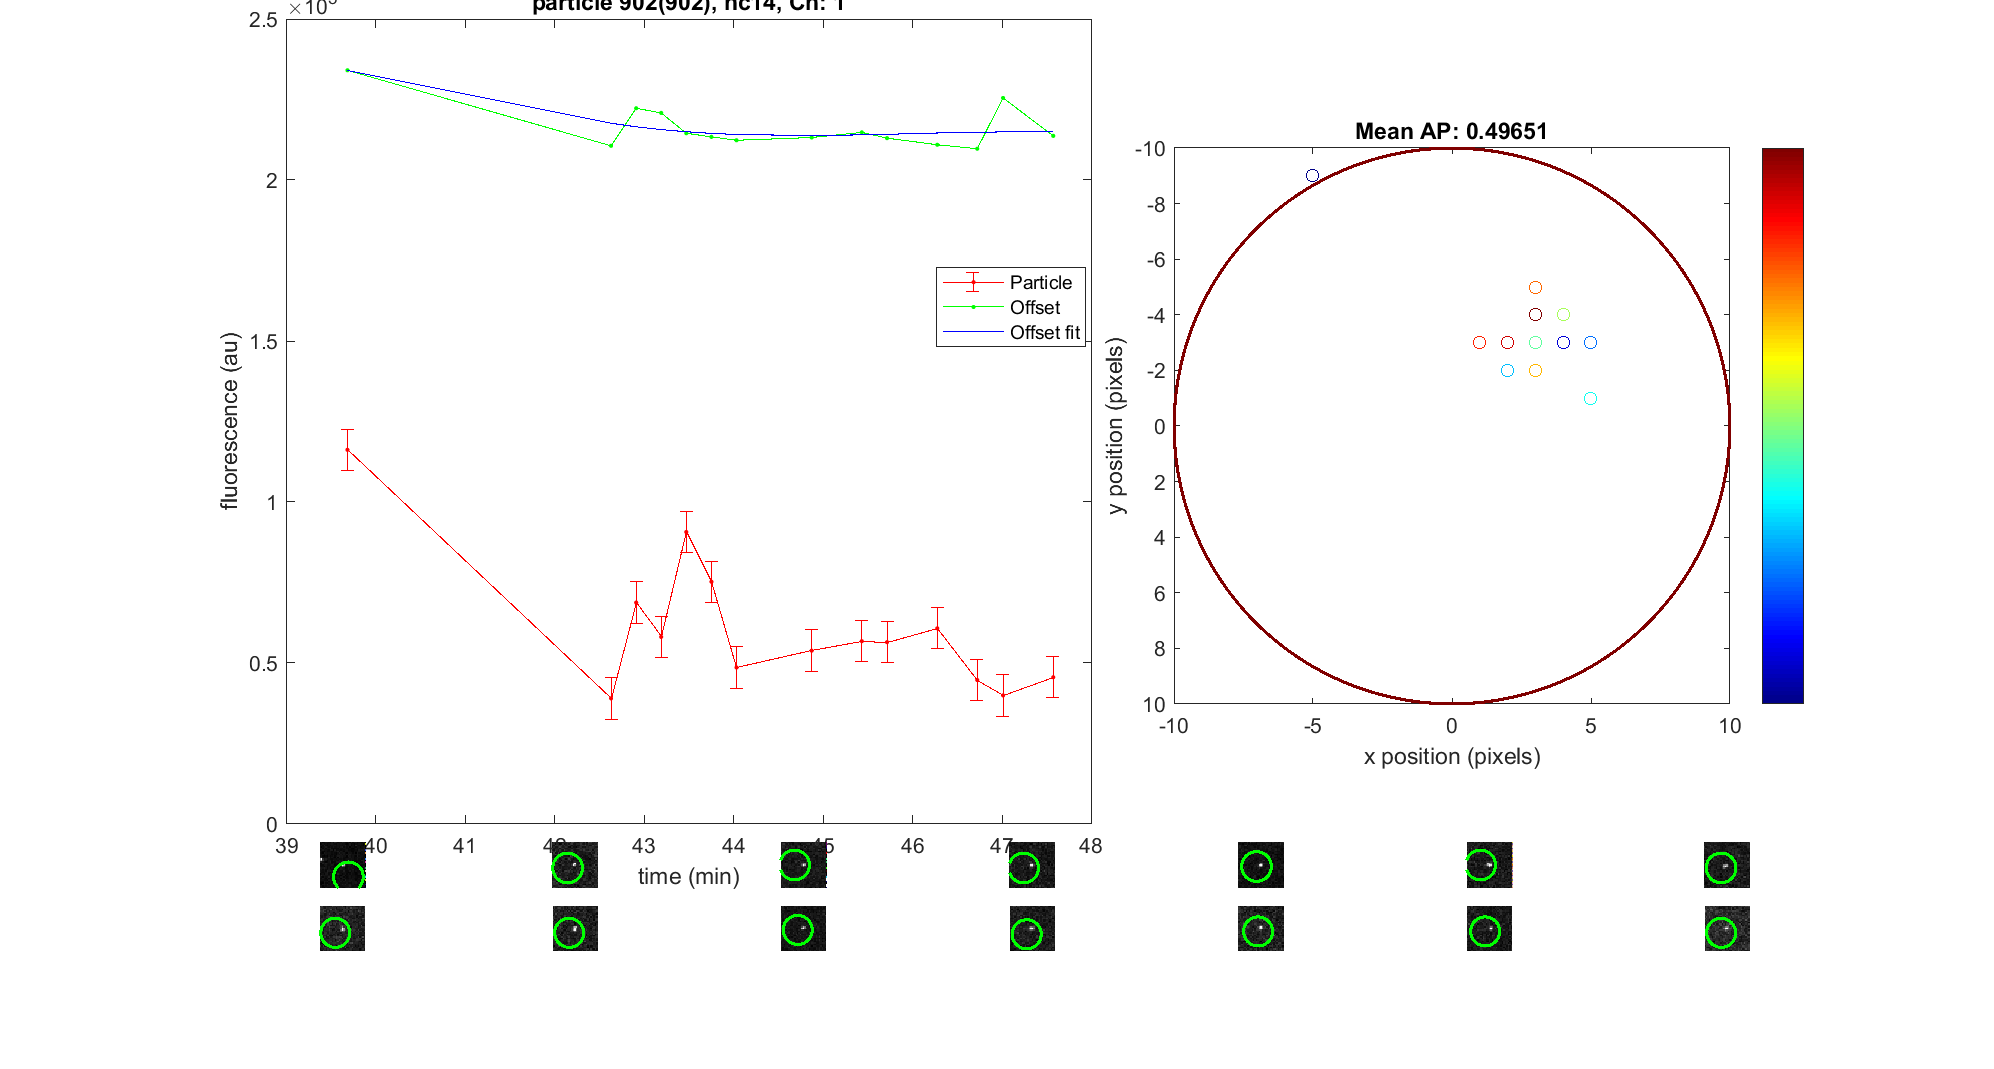 particle 902(902), nc14, Ch: 1
2.5
2
1.5
1
0.5
0
fluorescence (au)
39 40 41 42 43 44 45 46 47 48
time (min)
Particle
Offset
Offset fit
Mean AP: 0.49651
-10
-8
-6
-4
-2
0
2
4
6
8
10
y position (pixels)
-10 -5 0 5 10
x position (pixels)